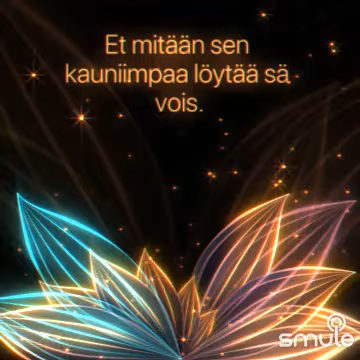 Et mitään sen
kauniimpaa löytää sä
vois.
smule